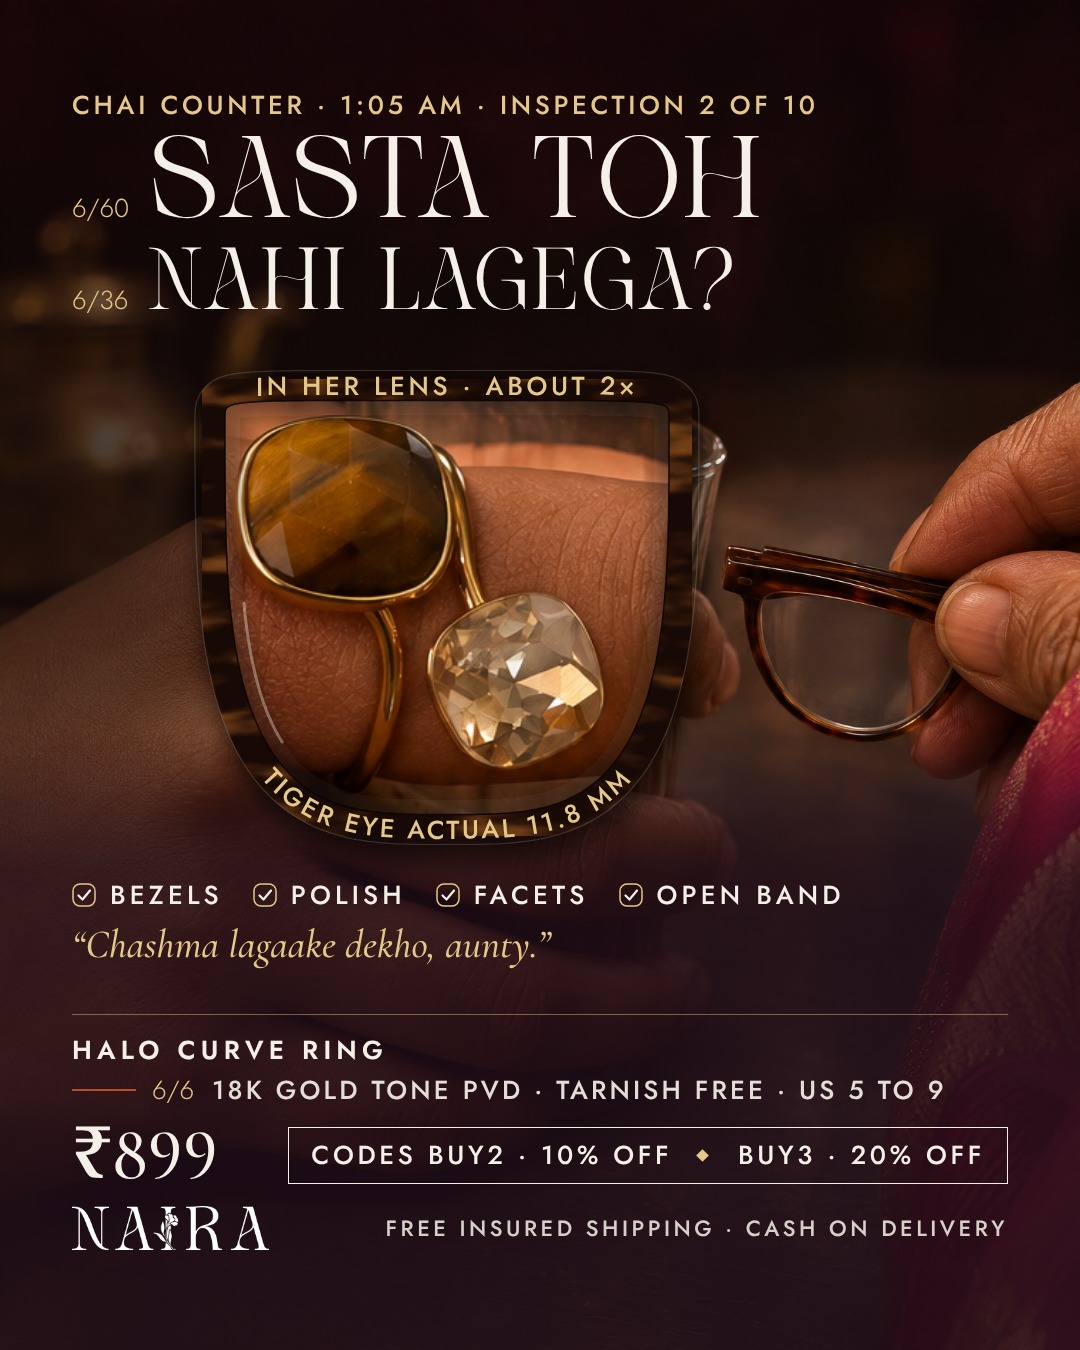 CHAI COUNTER · 1:05 AM · INSPECTION 2 OF 10
6/60 SASTA TOH
6/36 NAHI LAGEGA?
IN HER LENS · ABOUT 2×
TIGER EYE ACTUAL 11.8 MM
BEZELS POLISH FACETS OPEN BAND
“Chashma lagaake dekho, aunty.”
HALO CURVE RING
6/6 18K GOLD TONE PVD · TARNISH FREE · US 5 TO 9
₹899
CODES BUY2 · 10% OFF ◆ BUY3 · 20% OFF
NAIRA
FREE INSURED SHIPPING · CASH ON DELIVERY